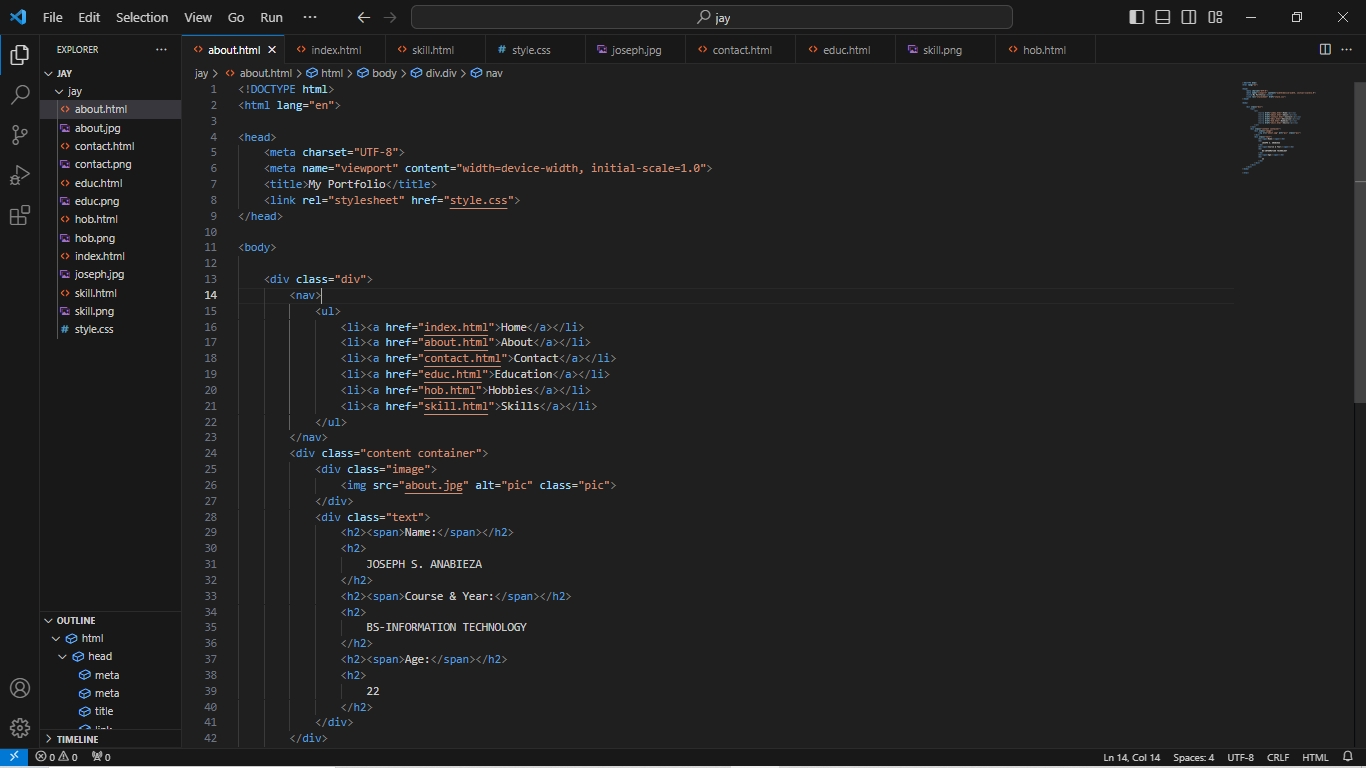 File Edit Selection View Go Run ··· jay
EXPLORER ··· about.html index.html skill.html # style.css joseph.jpg contact.html educ.html skill.png hob.html ···
JAY
jay
about.html
about.jpg
contact.html
contact.png
educ.html
educ.png
hob.html
hob.png
index.html
joseph.jpg
skill.html
skill.png
# style.css
OUTLINE
html
head
meta
meta
title
TIMELINE
jay > about.html > html > body > div.div > nav
1 <!DOCTYPE html>
2 <html lang="en">
3
4 <head>
5 <meta charset="UTF-8">
6 <meta name="viewport" content="width=device-width, initial-scale=1.0">
7 <title>My Portfolio</title>
8 <link rel="stylesheet" href="style.css">
9 </head>
10
11 <body>
12
13 <div class="div">
14 <nav>
15 <ul>
16 <li><a href="index.html">Home</a></li>
17 <li><a href="about.html">About</a></li>
18 <li><a href="contact.html">Contact</a></li>
19 <li><a href="educ.html">Education</a></li>
20 <li><a href="hob.html">Hobbies</a></li>
21 <li><a href="skill.html">Skills</a></li>
22 </ul>
23 </nav>
24 <div class="content container">
25 <div class="image">
26 <img src="about.jpg" alt="pic" class="pic">
27 </div>
28 <div class="text">
29 <h2><span>Name:</span></h2>
30 <h2>
31 JOSEPH S. ANABIEZA
32 </h2>
33 <h2><span>Course & Year:</span></h2>
34 <h2>
35 BS-INFORMATION TECHNOLOGY
36 </h2>
37 <h2><span>Age:</span></h2>
38 <h2>
39 22
40 </h2>
41 </div>
42 </div>
0 0 0 Ln 14, Col 14 Spaces: 4 UTF-8 CRLF HTML